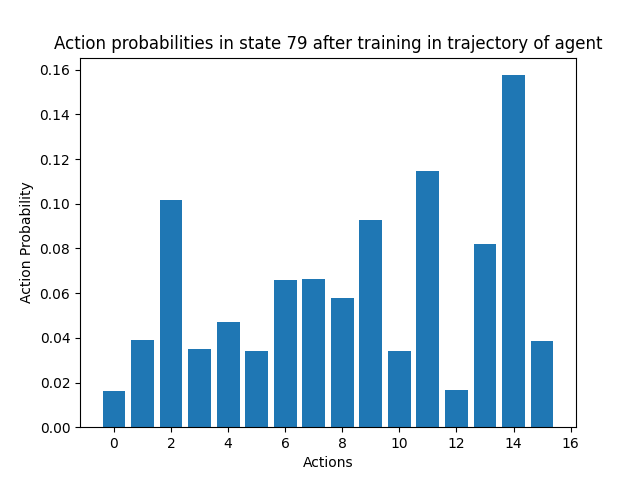 Action probabilities in state 79 after training in trajectory of agent
0.16
0.14
0.12
0.10
0.08
0.06
0.04
0.02
0.00
Action Probability
0 2 4 6 8 10 12 14 16
Actions